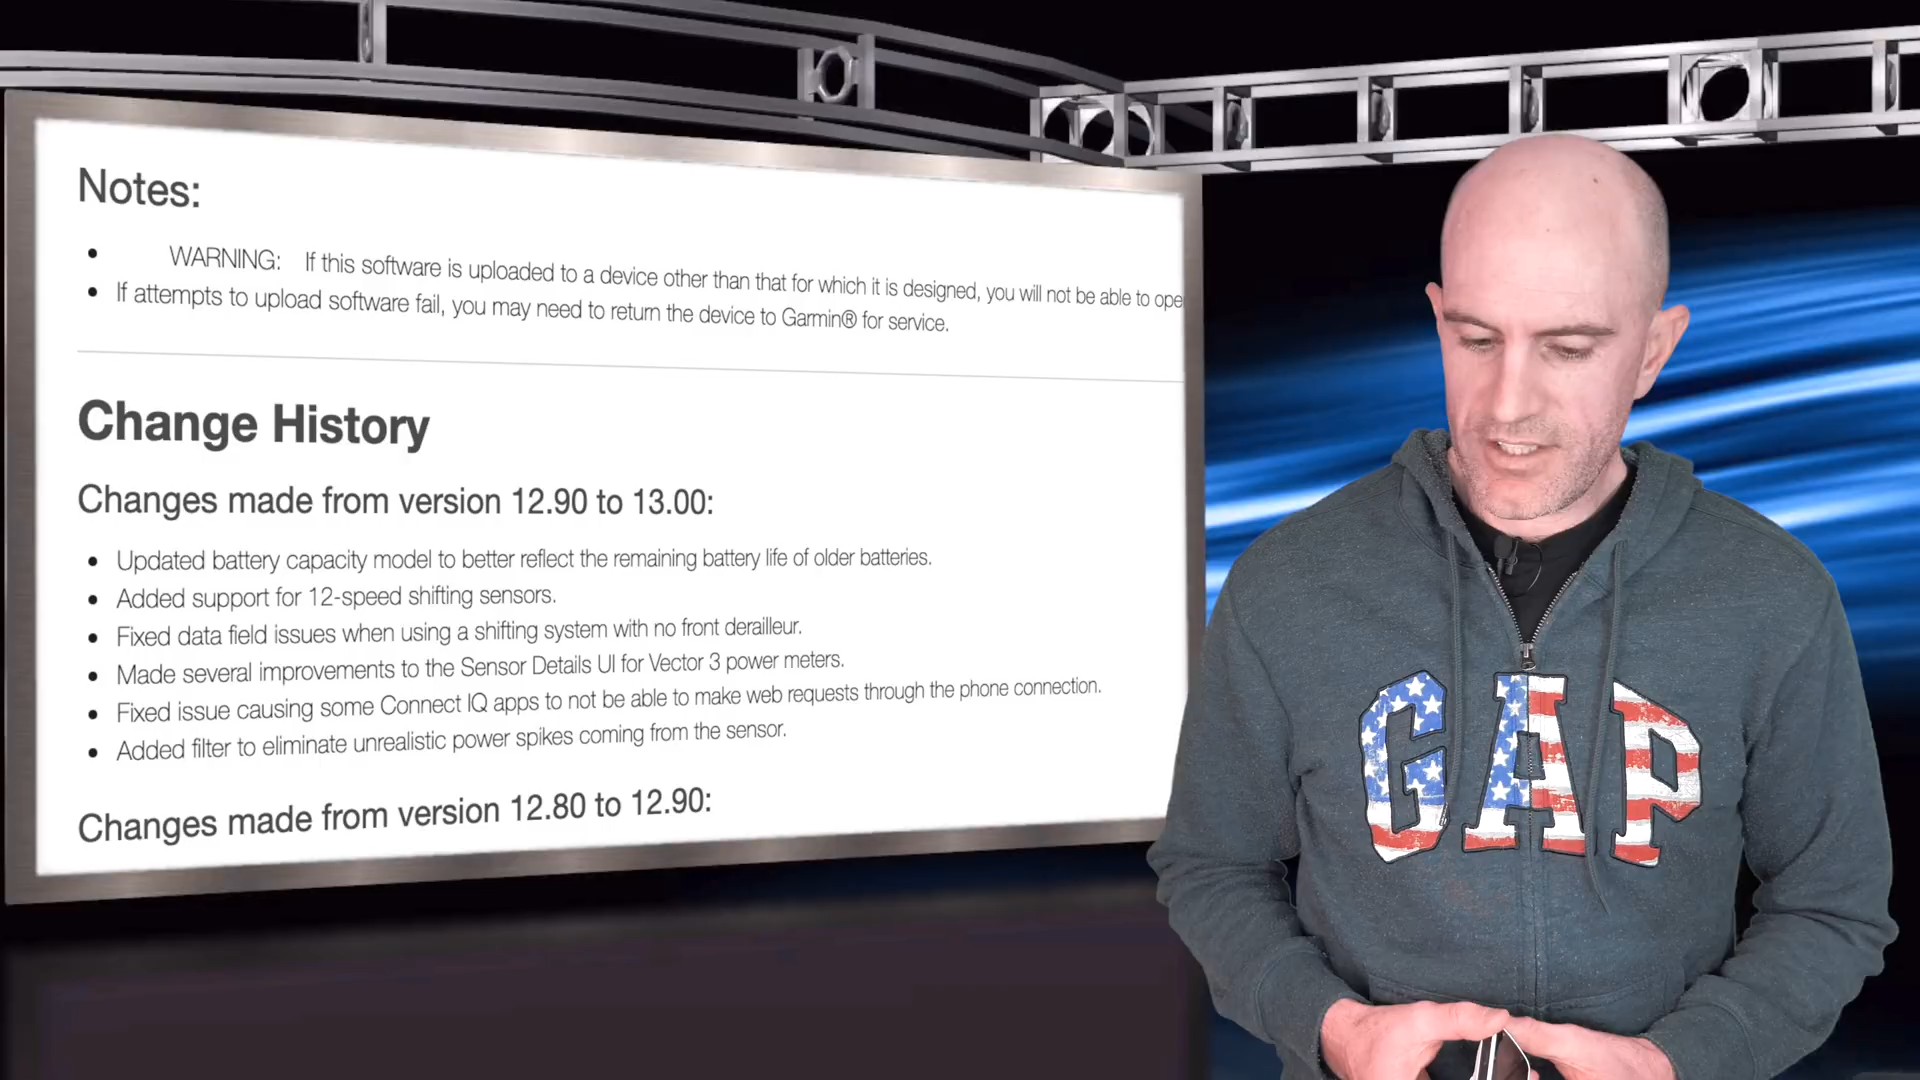 Notes:
WARNING: If this software is uploaded to a device other than that for which it is designed, you will not be able to ope
If attempts to upload software fail, you may need to return the device to Garmin® for service.
Change History
Changes made from version 12.90 to 13.00:
Updated battery capacity model to better reflect the remaining battery life of older batteries.
Added support for 12-speed shifting sensors.
Fixed data field issues when using a shifting system with no front derailleur.
Made several improvements to the Sensor Details UI for Vector 3 power meters.
Fixed issue causing some Connect IQ apps to not be able to make web requests through the phone connection.
Added filter to eliminate unrealistic power spikes coming from the sensor.
Changes made from version 12.80 to 12.90:
GAP